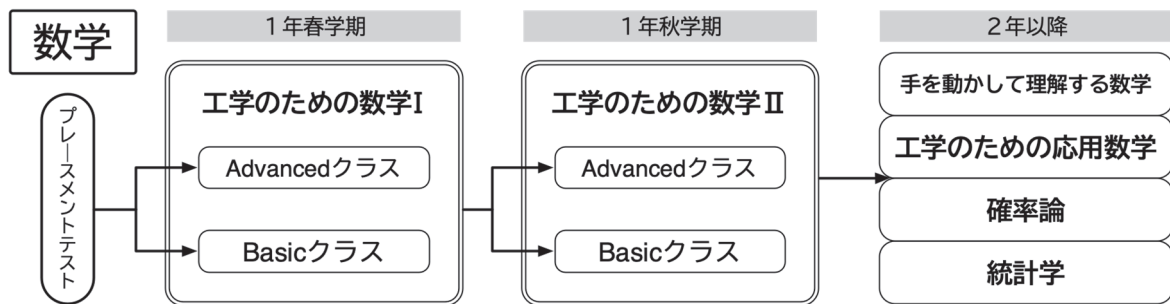 数学
1年春学期
1年秋学期
2年以降
プレースメントテスト
工学のための数学I
Advancedクラス
Basicクラス
工学のための数学Ⅱ
Advancedクラス
Basicクラス
手を動かして理解する数学
工学のための応用数学
確率論
統計学